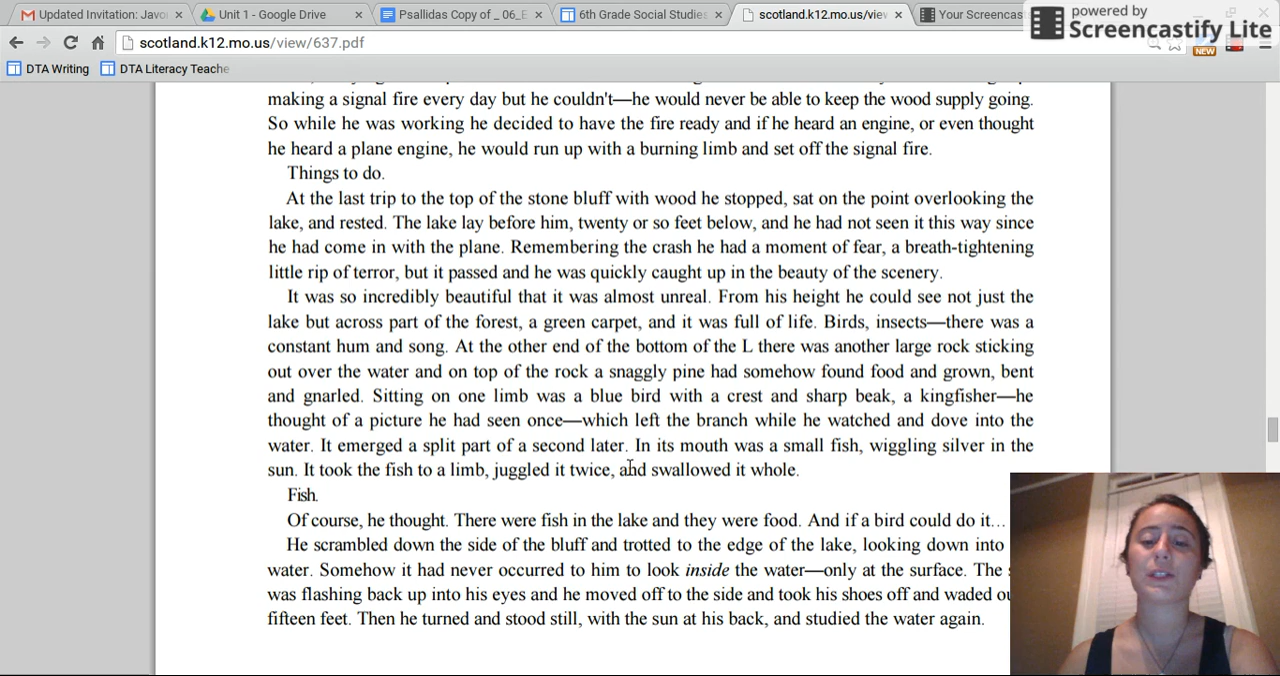 Updated Invitation: Javo
Unit 1 - Google Drive
Psallidas Copy of _ 06_E
6th Grade Social Studies
scotland.k12.mo.us/view
Your Screencas
powered by
Screencastify Lite
scotland.k12.mo.us/view/637.pdf
NEW
DTA Writing
DTA Literacy Teache
making a signal fire every day but he couldn't—he would never be able to keep the wood supply going.
So while he was working he decided to have the fire ready and if he heard an engine, or even thought
he heard a plane engine, he would run up with a burning limb and set off the signal fire.
Things to do.
At the last trip to the top of the stone bluff with wood he stopped, sat on the point overlooking the
lake, and rested. The lake lay before him, twenty or so feet below, and he had not seen it this way since
he had come in with the plane. Remembering the crash he had a moment of fear, a breath-tightening
little rip of terror, but it passed and he was quickly caught up in the beauty of the scenery.
It was so incredibly beautiful that it was almost unreal. From his height he could see not just the
lake but across part of the forest, a green carpet, and it was full of life. Birds, insects—there was a
constant hum and song. At the other end of the bottom of the L there was another large rock sticking
out over the water and on top of the rock a snaggly pine had somehow found food and grown, bent
and gnarled. Sitting on one limb was a blue bird with a crest and sharp beak, a kingfisher—he
thought of a picture he had seen once—which left the branch while he watched and dove into the
water. It emerged a split part of a second later. In its mouth was a small fish, wiggling silver in the
sun. It took the fish to a limb, juggled it twice, and swallowed it whole.
Fish.
Of course, he thought. There were fish in the lake and they were food. And if a bird could do it…
He scrambled down the side of the bluff and trotted to the edge of the lake, looking down into
water. Somehow it had never occurred to him to look inside the water—only at the surface. The
was flashing back up into his eyes and he moved off to the side and took his shoes off and waded
fifteen feet. Then he turned and stood still, with the sun at his back, and studied the water again.